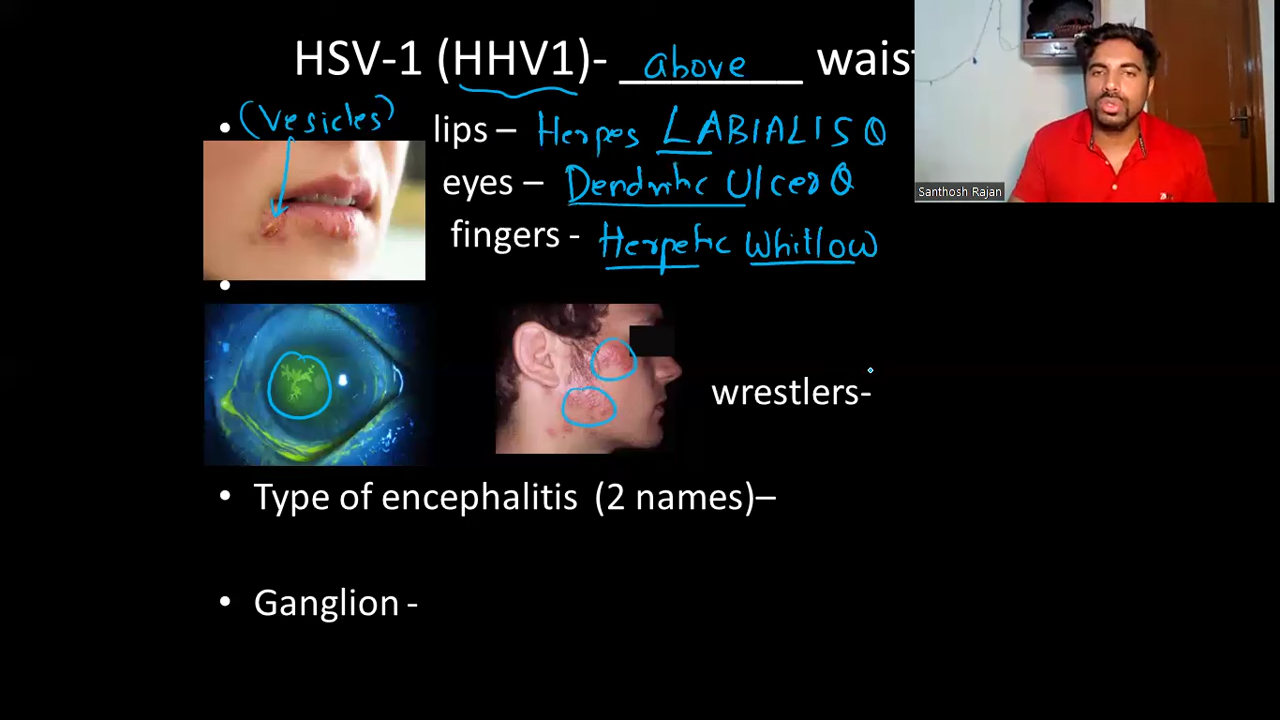 HSV-1 (HHV1)- above waist
(Vesicles)
lips – Herpes LABIALIS
eyes – Dendritic Ulcer
fingers - Herpetic Whitlow
Santhosh Rajan
wrestlers-
Type of encephalitis (2 names)–
Ganglion -